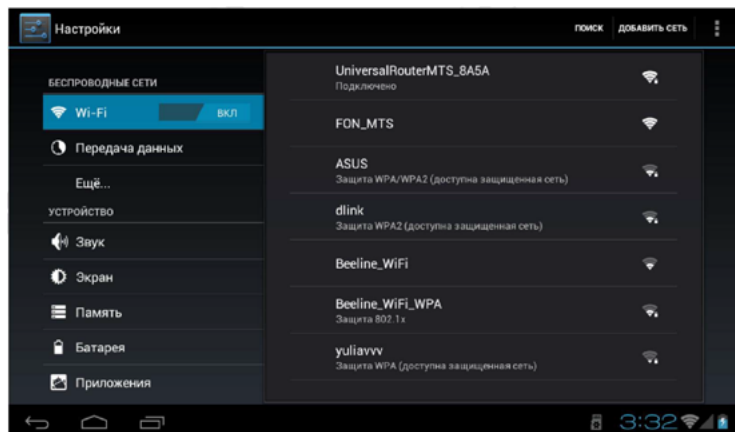 Настройки
ПОИСК
ДОБАВИТЬ СЕТЬ
БЕСПРОВОДНЫЕ СЕТИ
Wi-Fi
ВКЛ
Передача данных
Ещё...
УСТРОЙСТВО
Звук
Экран
Память
Батарея
Приложения
UniversalRouterMTS_8A5A
Подключено
FON_MTS
ASUS
Защита WPA/WPA2 (доступна защищенная сеть)
dlink
Защита WPA2 (доступна защищенная сеть)
Beeline_WiFi
Beeline_WiFi_WPA
Защита 802.1x
yuliavvv
Защита WPA (доступна защищенная сеть)
3:32